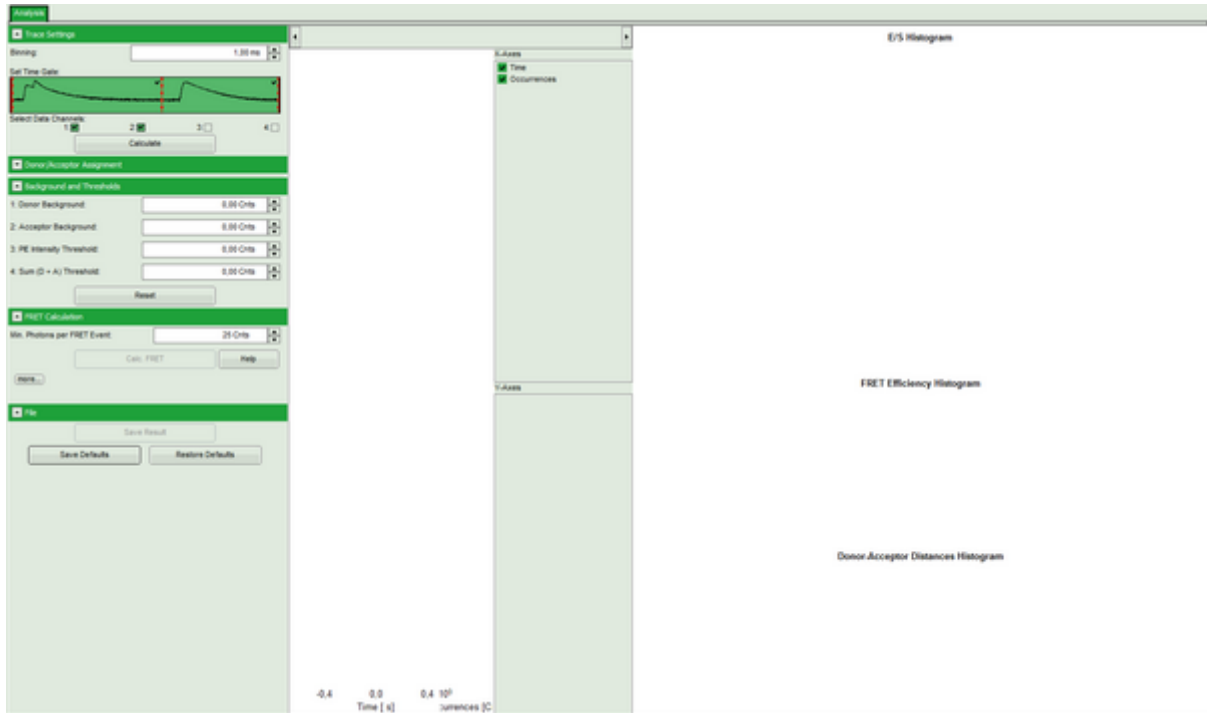 Analysis
Trace Settings
Binning: 1,00 ms
Set Time Gate:
Select Data Channels:
1: 2: 3: 4:
Calculate
Donor/Acceptor Assignment
Background and Thresholds
1: Donor Background: 0,00 Cnts
2: Acceptor Background: 0,00 Cnts
3: PIE Intensity Threshold: 0,00 Cnts
4: Sum (D + A) Threshold: 0,00 Cnts
Reset
FRET Calculation
Min. Photons per FRET Event: 25 Cnts
Calc. FRET Help
more...
File
Save Result
Save Defaults Restore Defaults
X-Axes
Time
Occurrences
Y-Axes
-0,4 0,0 0,4 10⁰
Time [ s] :urrences [C
E/S Histogram
FRET Efficiency Histogram
Donor-Acceptor Distances Histogram